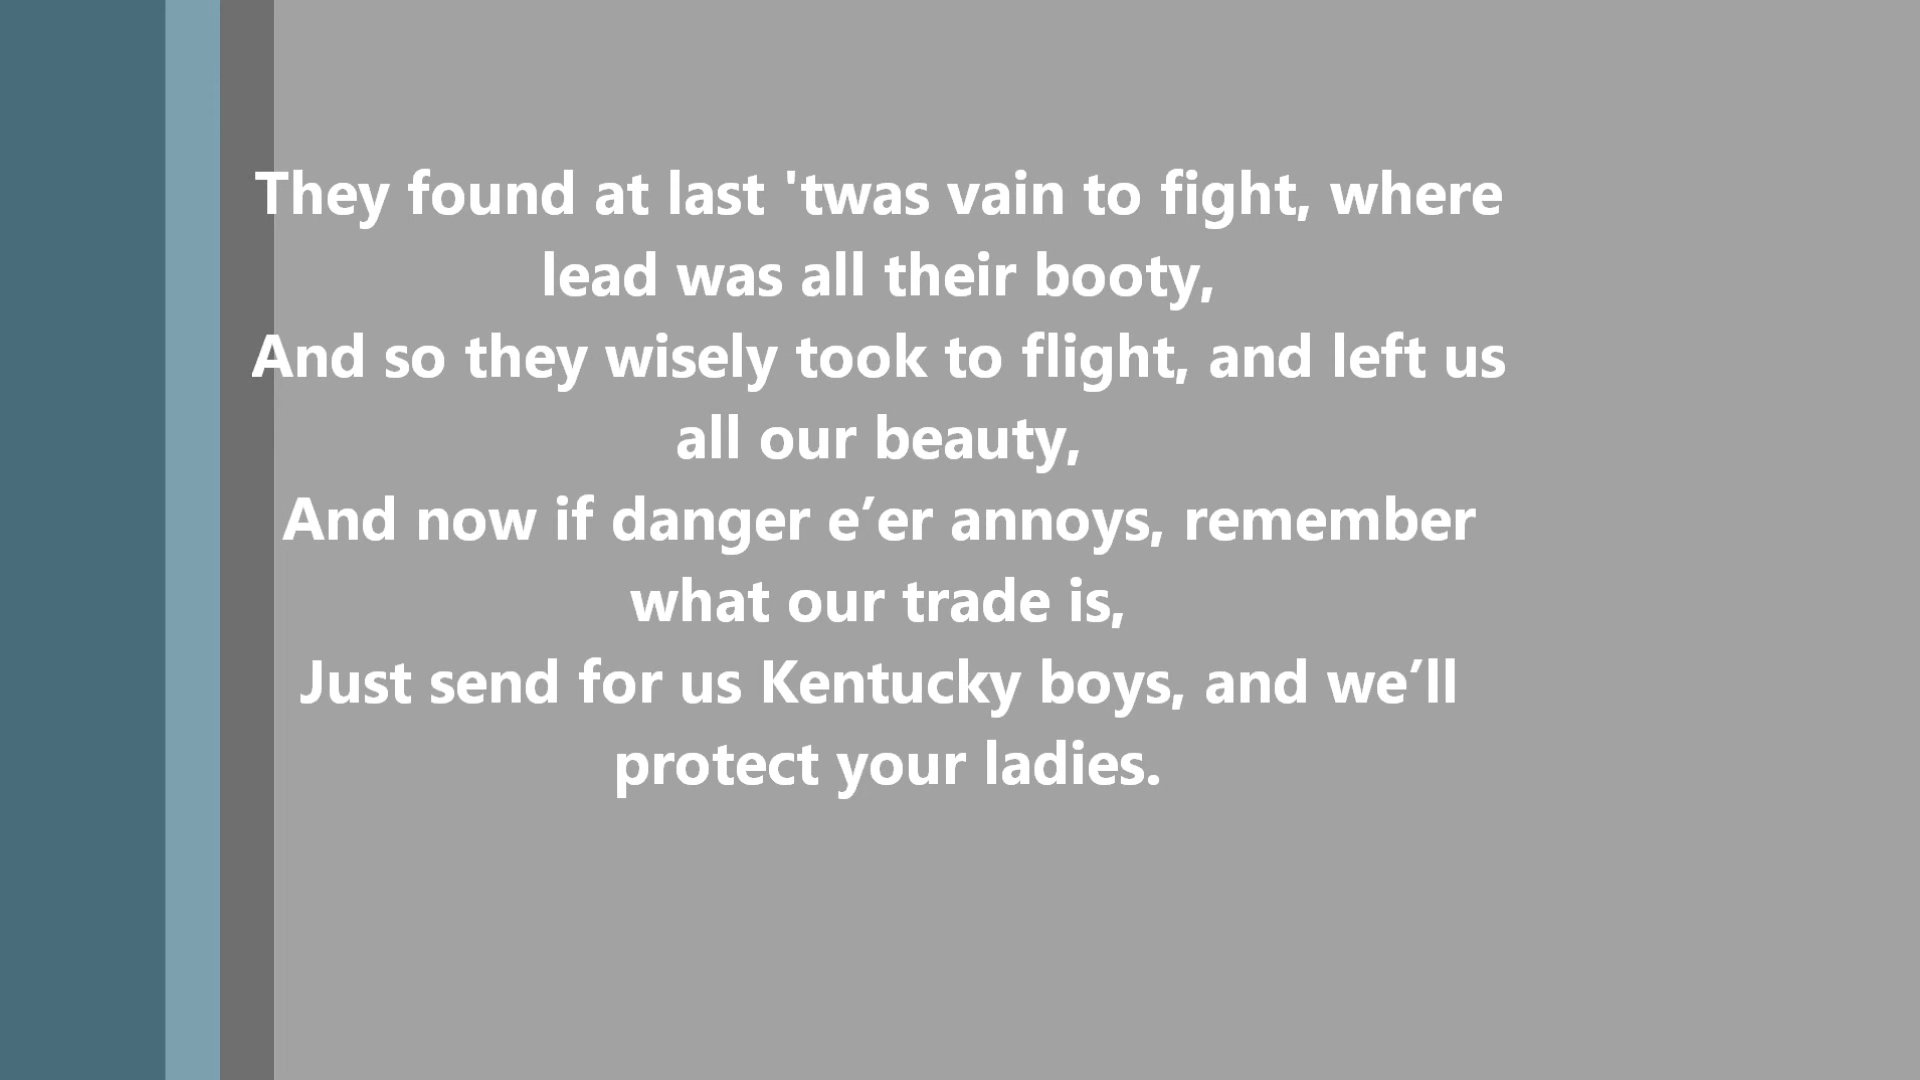 They found at last 'twas vain to fight, where
lead was all their booty,
And so they wisely took to flight, and left us
all our beauty,
And now if danger e’er annoys, remember
what our trade is,
Just send for us Kentucky boys, and we’ll
protect your ladies.